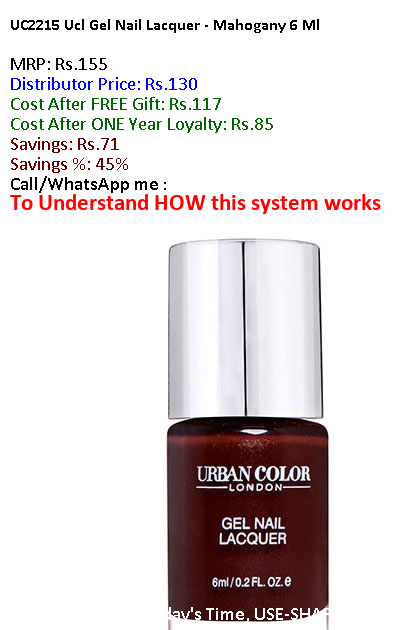 UC2215 Ucl Gel Nail Lacquer - Mahogany 6 Ml
MRP: Rs.155
Distributor Price: Rs.130
Cost After FREE Gift: Rs.117
Cost After ONE Year Loyalty: Rs.85
Savings: Rs.71
Savings %: 45%
Call/WhatsApp me :
To Understand HOW this system works
URBAN COLOR
LONDON
GEL NAIL
LACQUER
6ml/0.2 FL. OZ. e
Time, USE-